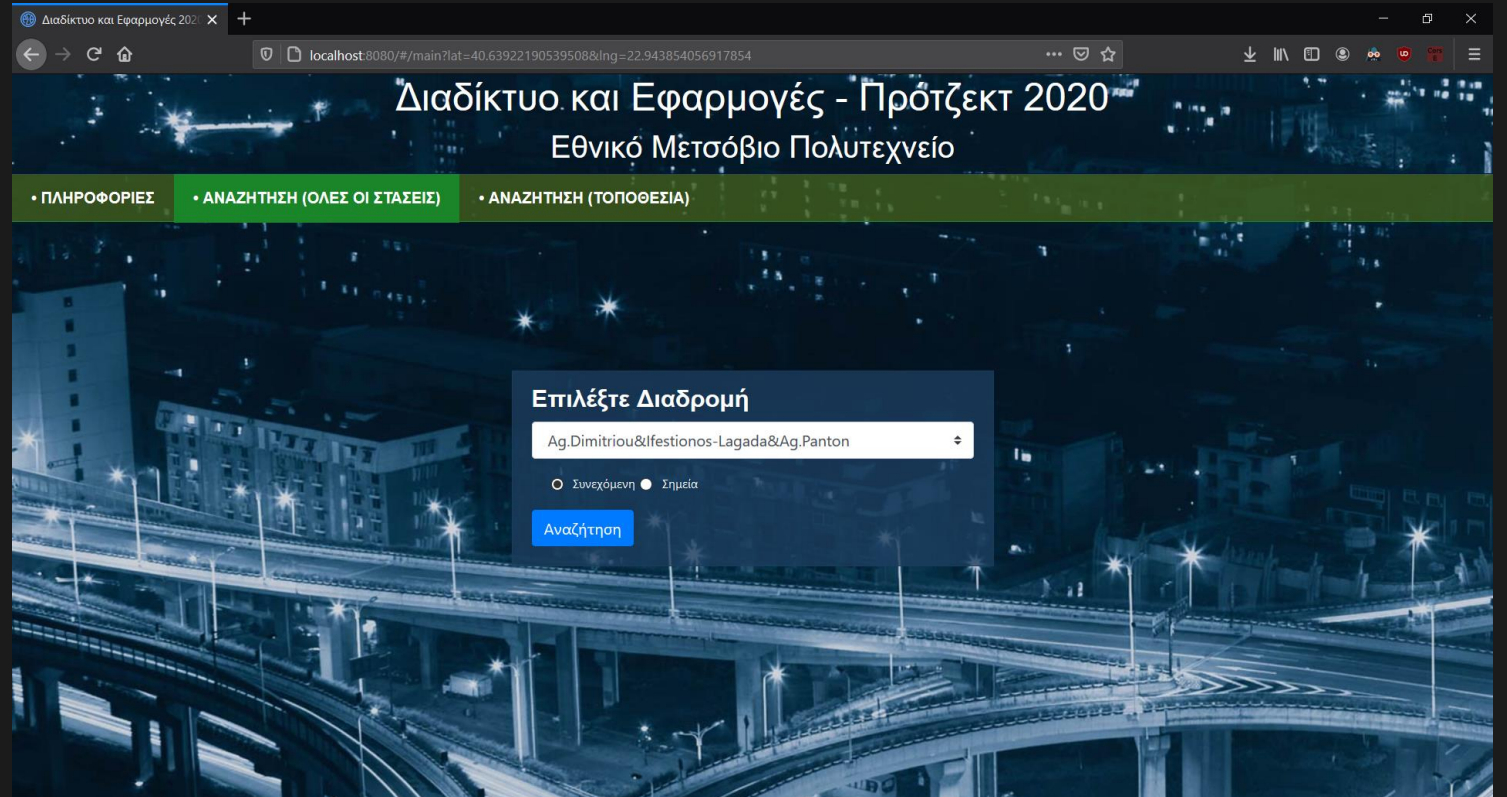 Διαδίκτυο και Εφαρμογές 202
localhost:8080/#/main?lat=40.63922190539508&lng=22.943854056917854
Διαδίκτυο και Εφαρμογές - Πρότζεκτ 2020
Εθνικό Μετσόβιο Πολυτεχνείο
• ΠΛΗΡΟΦΟΡΙΕΣ • ΑΝΑΖΗΤΗΣΗ (ΟΛΕΣ ΟΙ ΣΤΑΣΕΙΣ) • ΑΝΑΖΗΤΗΣΗ (ΤΟΠΟΘΕΣΙΑ)
Επιλέξτε Διαδρομή
Ag.Dimitriou&Ifestionos-Lagada&Ag.Panton
Συνεχόμενη Σημεία
Αναζήτηση